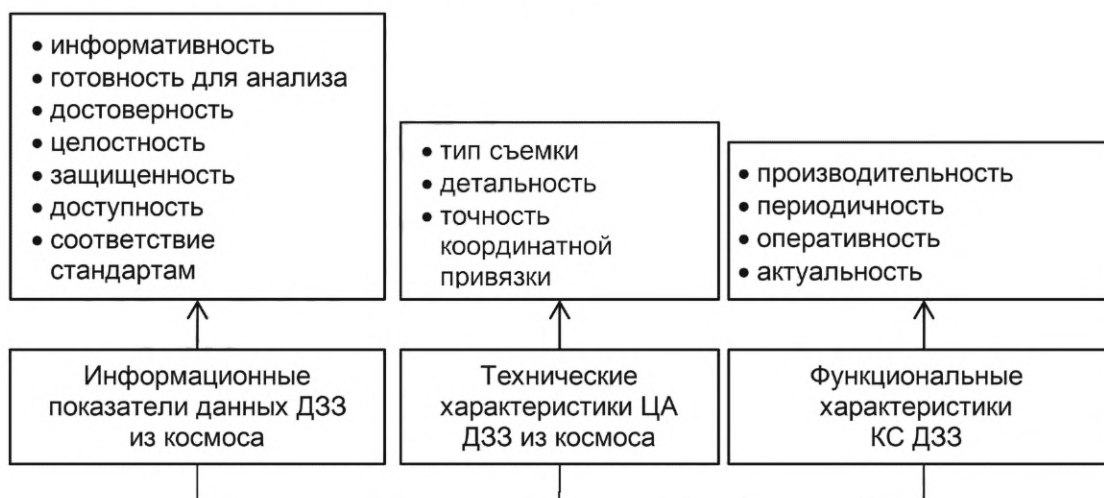 • информативность
• готовность для анализа
• достоверность
• целостность
• защищенность
• доступность
• соответствие
стандартам
• тип съемки
• детальность
• точность
координатной
привязки
• производительность
• периодичность
• оперативность
• актуальность
Информационные
показатели данных ДЗЗ
из космоса
Технические
характеристики ЦА
ДЗЗ из космоса
Функциональные
характеристики
КС ДЗЗ